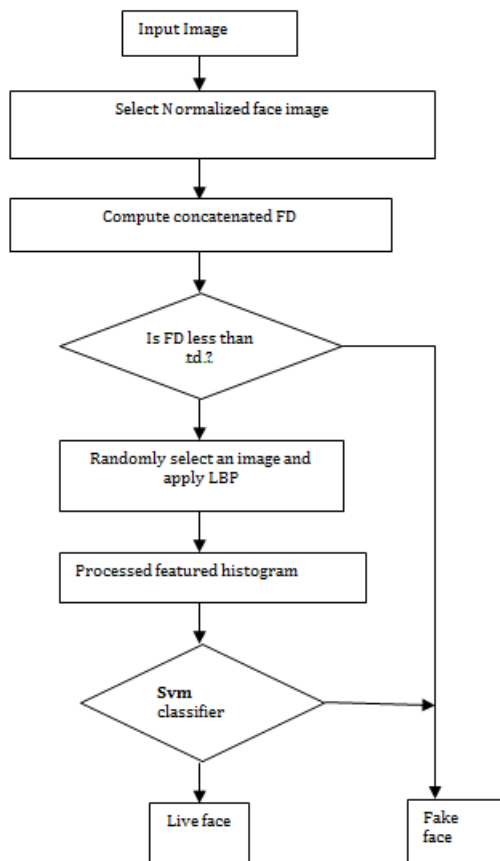 Input Image
Select N ormalized face image
Compute concatenated FD
Is FD less than
td.?
Randomly select an image and
apply LBP
Processed featured histogram
Svm
classifier
Live face
Fake
face